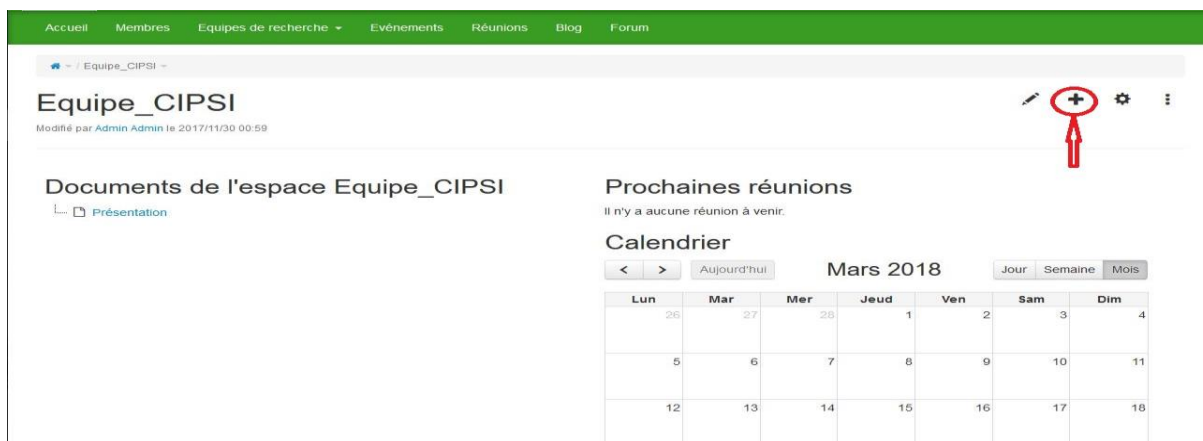 Accueil Membres Equipes de recherche Evénements Réunions Blog Forum
/ Equipe_CIPSI
Equipe_CIPSI
Modifié par Admin Admin le 2017/11/30 00:59
Documents de l'espace Equipe_CIPSI
Présentation
Prochaines réunions
Il n'y a aucune réunion à venir.
Calendrier
< > Aujourd'hui Mars 2018 Jour Semaine Mois
Lun Mar Mer Jeud Ven Sam Dim
26 27 28 1 2 3 4
5 6 7 8 9 10 11
12 13 14 15 16 17 18